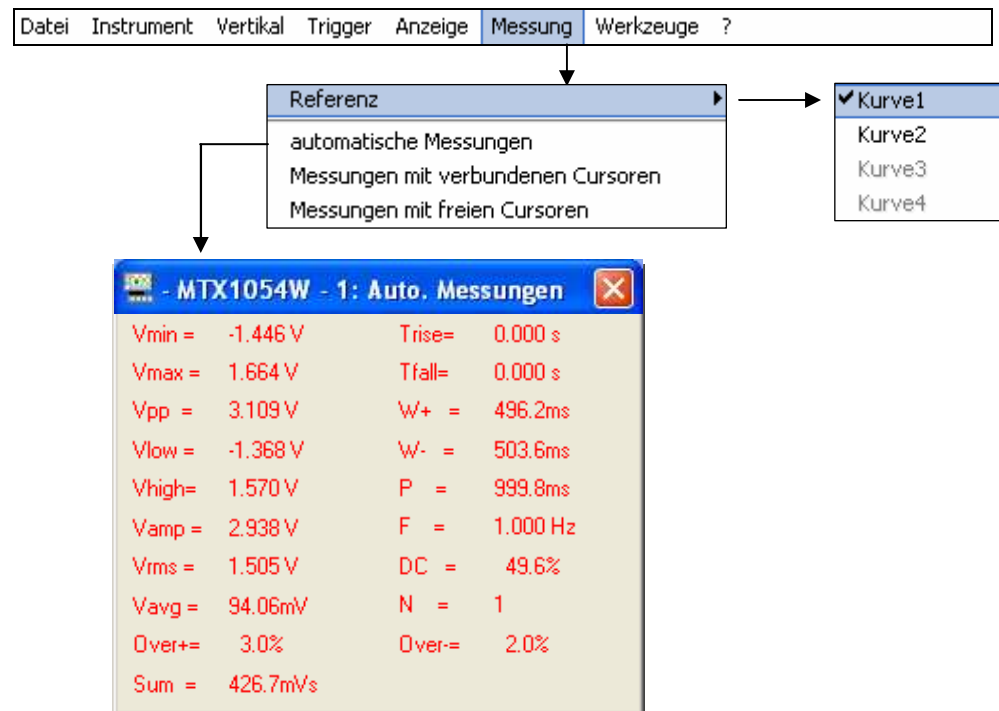 Datei Instrument Vertikal Trigger Anzeige Messung Werkzeuge ?
Referenz
automatische Messungen
Messungen mit verbundenen Cursoren
Messungen mit freien Cursoren
Kurve1
Kurve2
Kurve3
Kurve4
- MTX1054W - 1: Auto. Messungen
Vmin = -1.446 V Trise= 0.000 s
Vmax = 1.664 V Tfall= 0.000 s
Vpp = 3.109 V W+ = 496.2ms
Vlow = -1.368 V W- = 503.6ms
Vhigh= 1.570 V P = 999.8ms
Vamp = 2.938 V F = 1.000 Hz
Vrms = 1.505 V DC = 49.6%
Vavg = 94.06mV N = 1
Over+= 3.0% Over-= 2.0%
Sum = 426.7mVs